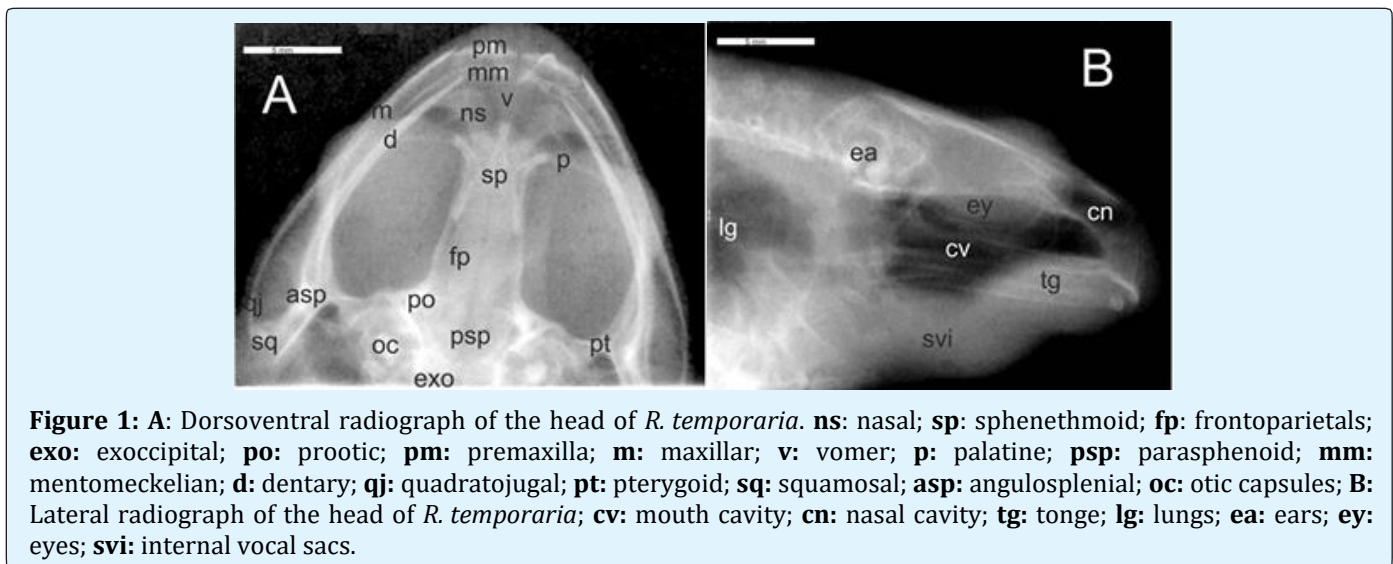 5 mm
A
pm
mm
v
ns
m
d
p
sp
fp
asp
qj
po
sq
oc
psp
pt
exo
B
ea
ey
cn
lg
cv
tg
svi
Figure 1: A: Dorsoventral radiograph of the head of R. temporaria. ns: nasal; sp: sphenethmoid; fp: frontoparietals;
exo: exoccipital; po: prootic; pm: premaxilla; m: maxillar; v: vomer; p: palatine; psp: parasphenoid; mm:
mentomeckelian; d: dentary; qj: quadratojugal; pt: pterygoid; sq: squamosal; asp: angulosplenial; oc: otic capsules; B:
Lateral radiograph of the head of R. temporaria; cv: mouth cavity; cn: nasal cavity; tg: tonge; lg: lungs; ea: ears; ey:
eyes; svi: internal vocal sacs.